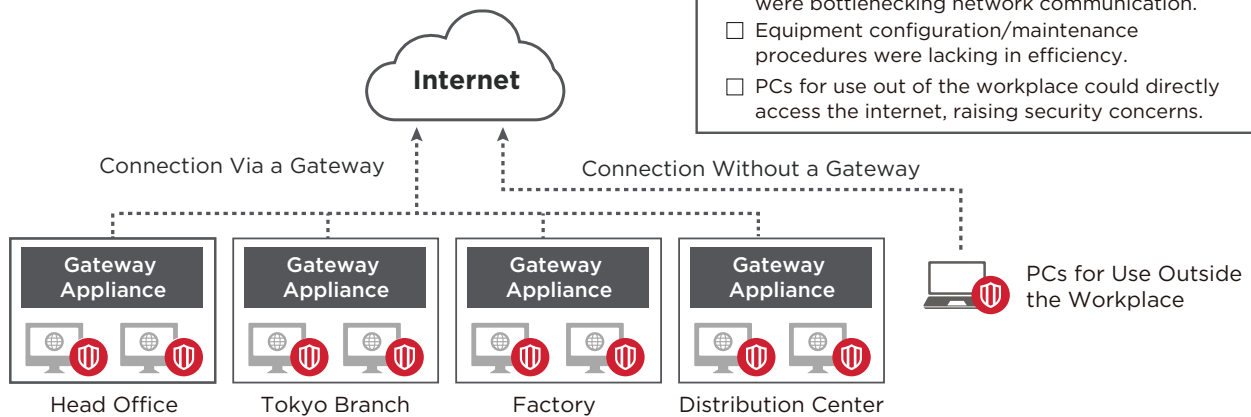 were bottlenecking network communication.
☐ Equipment configuration/maintenance
procedures were lacking in efficiency.
☐ PCs for use out of the workplace could directly
access the internet, raising security concerns.
Internet
Connection Via a Gateway
Connection Without a Gateway
Gateway
Appliance
Gateway
Appliance
Gateway
Appliance
Gateway
Appliance
PCs for Use Outside
the Workplace
Head Office
Tokyo Branch
Factory
Distribution Center